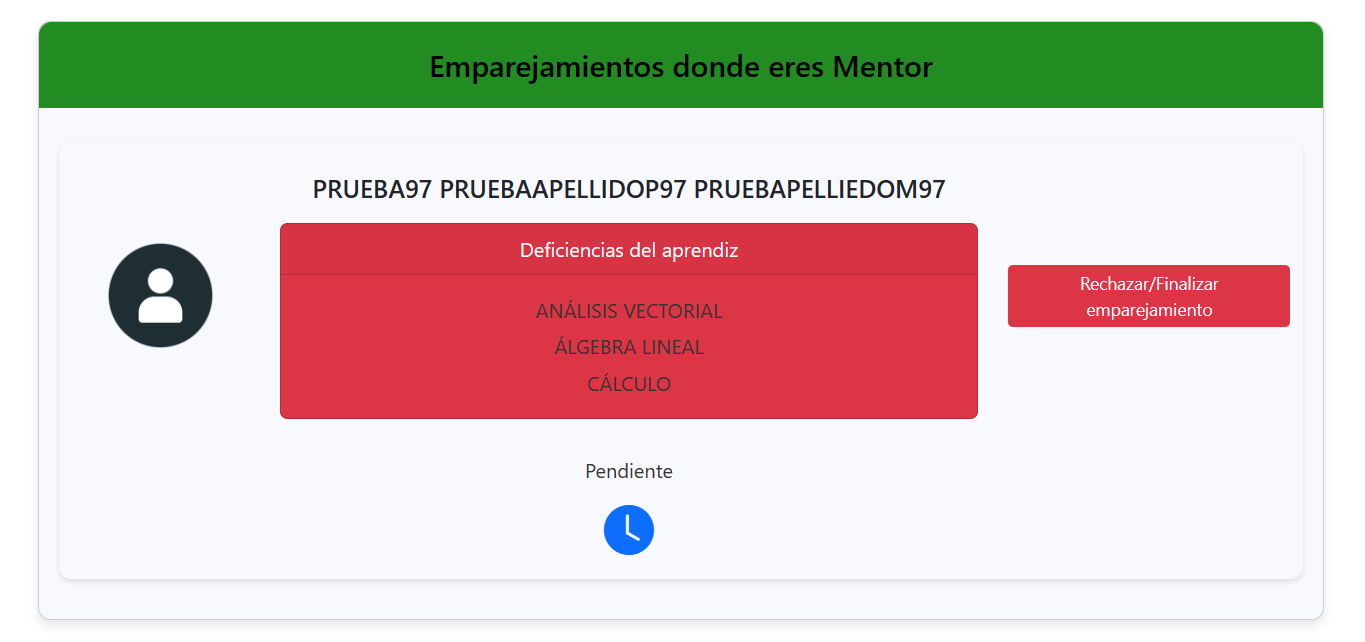 Emparejamientos donde eres Mentor
PRUEBA97 PRUEBAAPELLIDOP97 PRUEBAPELLIEDOM97
Deficiencias del aprendiz
ANÁLISIS VECTORIAL
ÁLGEBRA LINEAL
CÁLCULO
Rechazar/Finalizar
emparejamiento
Pendiente